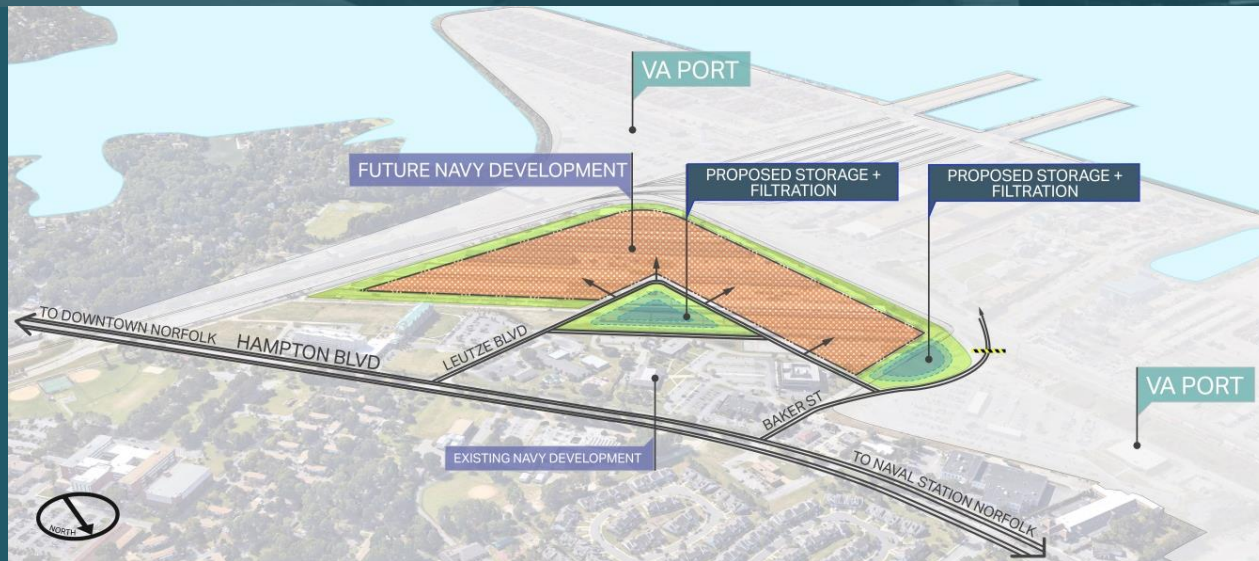 VA PORT
FUTURE NAVY DEVELOPMENT
PROPOSED STORAGE +
FILTRATION
PROPOSED STORAGE +
FILTRATION
TO DOWNTOWN NORFOLK
HAMPTON BLVD
LEUTZE BLVD
BAKER ST
VA PORT
EXISTING NAVY DEVELOPMENT
TO NAVAL STATION NORFOLK
NORTH